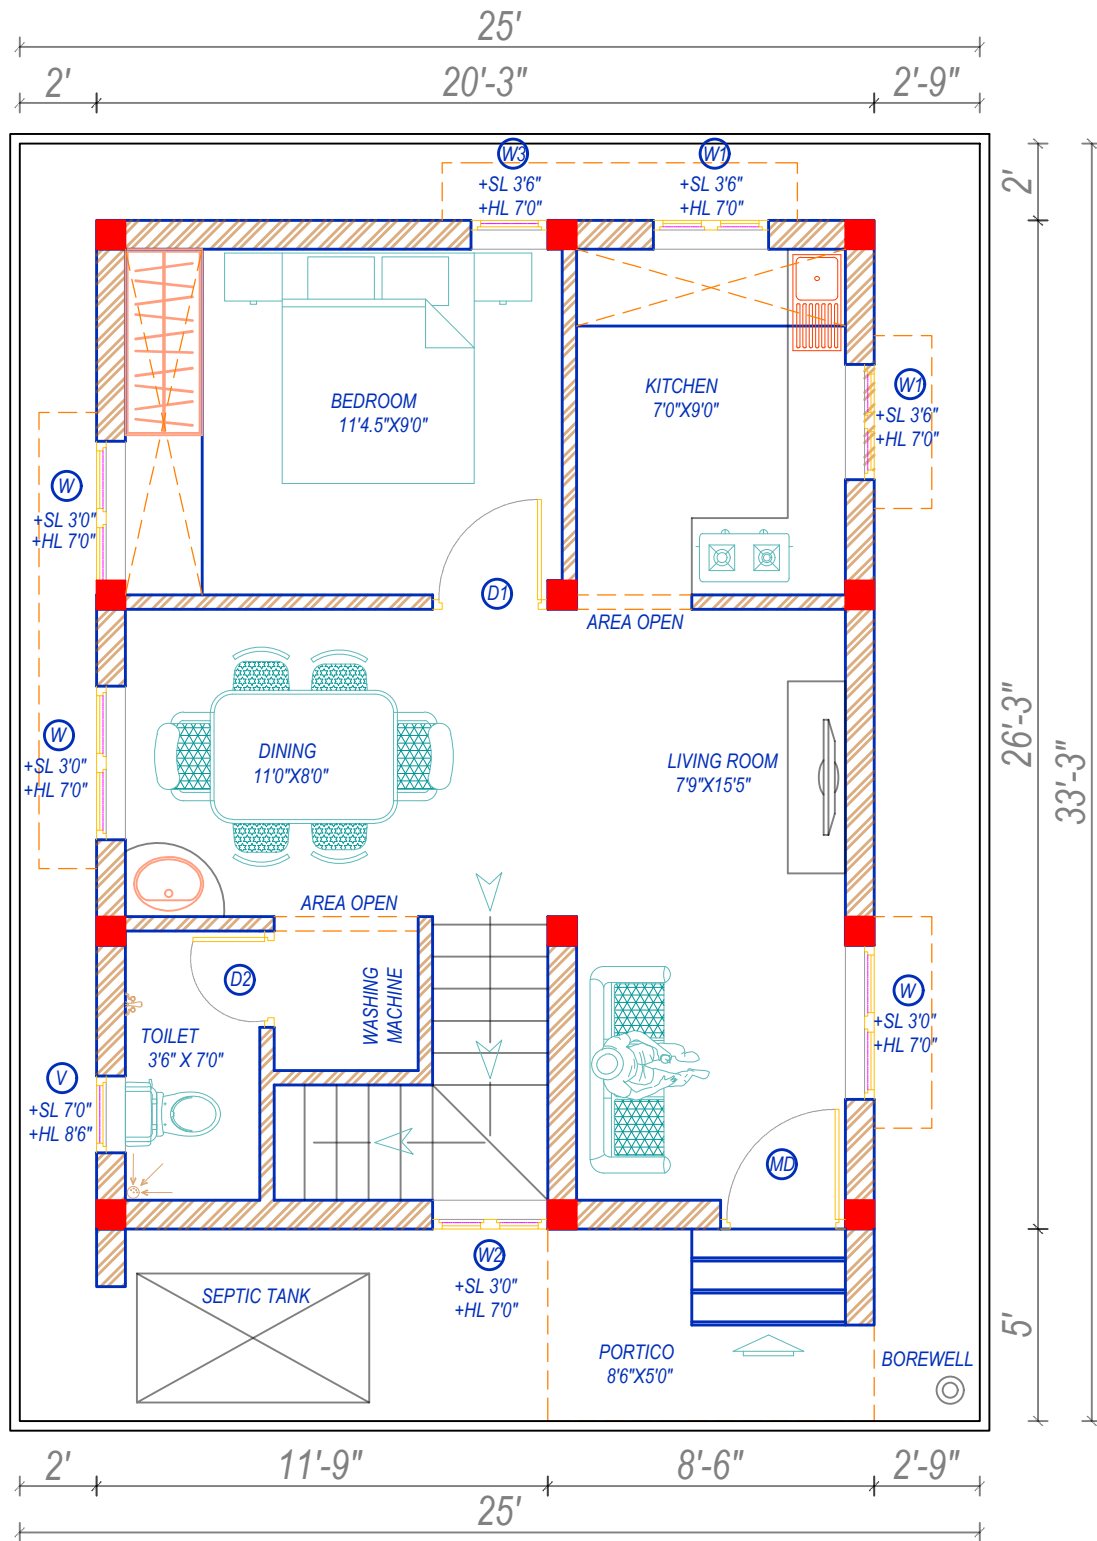 25'
2'
20'-3"
2'-9"
W3
+SL 3'6"
+HL 7'0"
W1
+SL 3'6"
+HL 7'0"
2'
BEDROOM
11'4.5"X9'0"
KITCHEN
7'0"X9'0"
W1
+SL 3'6"
+HL 7'0"
W
+SL 3'0"
+HL 7'0"
D1
AREA OPEN
W
+SL 3'0"
+HL 7'0"
DINING
11'0"X8'0"
LIVING ROOM
7'9"X15'5"
26'-3"
33'-3"
AREA OPEN
D2
WASHING
MACHINE
TOILET
3'6" X 7'0"
W
+SL 3'0"
+HL 7'0"
V
+SL 7'0"
+HL 8'6"
MD
W2
+SL 3'0"
+HL 7'0"
SEPTIC TANK
PORTICO
8'6"X5'0"
BOREWELL
5'
2'
11'-9"
8'-6"
2'-9"
25'